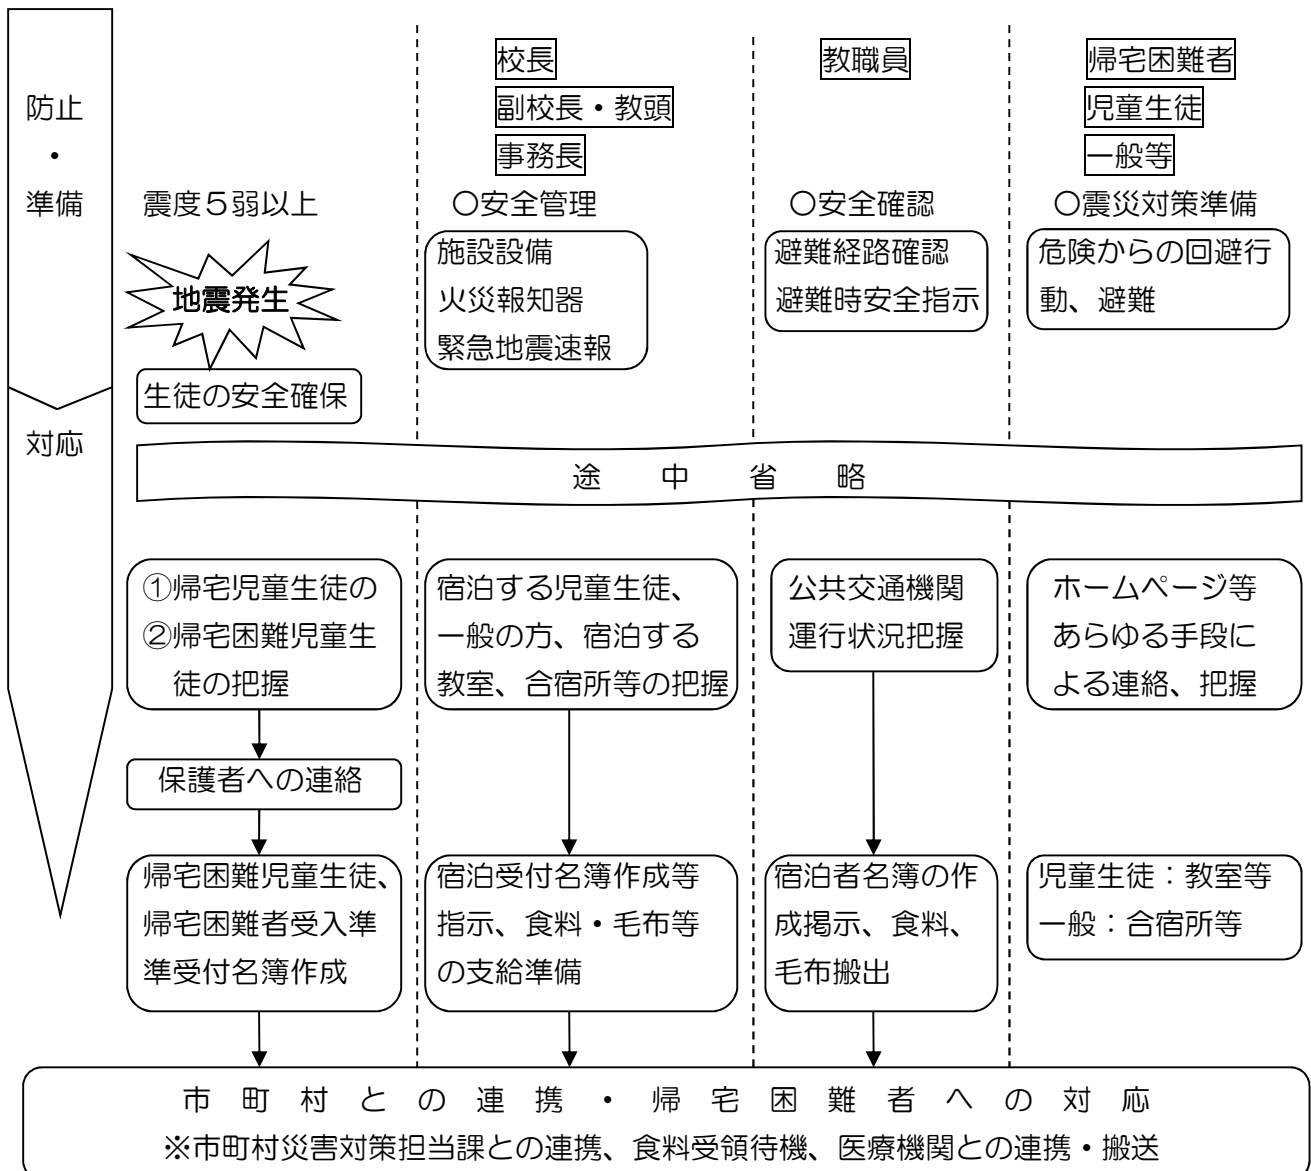 防止
・
準備
対応
震度５弱以上
地震発生
生徒の安全確保
校長
副校長・教頭
事務長
〇安全管理
施設設備
火災報知器
緊急地震速報
教職員
〇安全確認
避難経路確認
避難時安全指示
帰宅困難者
児童生徒
一般等
〇震災対策準備
危険からの回避行
動、避難
途中省略
①帰宅児童生徒の
②帰宅困難児童生
徒の把握
保護者への連絡
帰宅困難児童生徒、
帰宅困難者受入準
準受付名簿作成
宿泊する児童生徒、
一般の方、宿泊する
教室、合宿所等の把握
宿泊受付名簿作成等
指示、食料・毛布等
の支給準備
公共交通機関
運行状況把握
宿泊者名簿の作
成掲示、食料、
毛布搬出
ホームページ等
あらゆる手段に
よる連絡、把握
児童生徒：教室等
一般：合宿所等
市町村との連携・帰宅困難者への対応
※市町村災害対策担当課との連携、食料受領待機、医療機関との連携・搬送